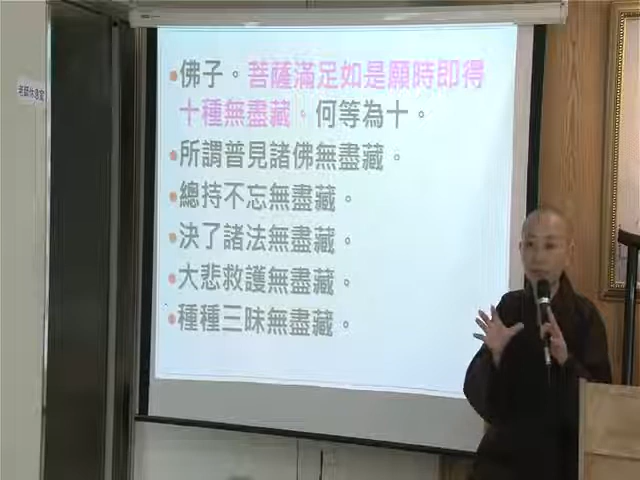 佛子。菩薩滿足如是願時即得
十種無盡藏。何等為十。
所謂普見諸佛無盡藏。
總持不忘無盡藏。
決了諸法無盡藏。
大悲救護無盡藏。
種種三昧無盡藏。